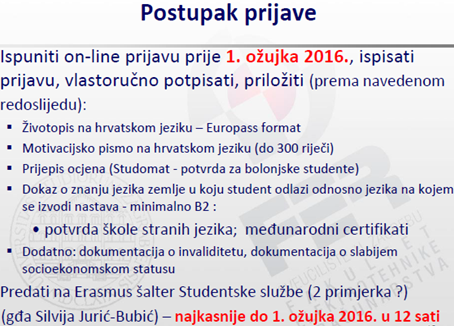 Postupak prijave
Ispuniti on-line prijavu prije 1. ožujka 2016., ispisati
prijavu, vlastoručno potpisati, priložiti (prema navedenom
redoslijedu):
▪ Životopis na hrvatskom jeziku – Europass format
▪ Motivacijsko pismo na hrvatskom jeziku (do 300 riječi)
▪ Prijepis ocjena (Studomat - potvrda za bolonjske studente)
▪ Dokaz o znanju jezika zemlje u koju student odlazi odnosno jezika na kojem
se izvodi nastava - minimalno B2 :
• potvrda škole stranih jezika; međunarodni certifikati
▪ Dodatno: dokumentacija o invaliditetu, dokumentacija o slabijem
socioekonomskom statusu
Predati na Erasmus šalter Studentske službe (2 primjerka ?)
(gđa Silvija Jurić-Bubić) – najkasnije do 1. ožujka 2016. u 12 sati
FER